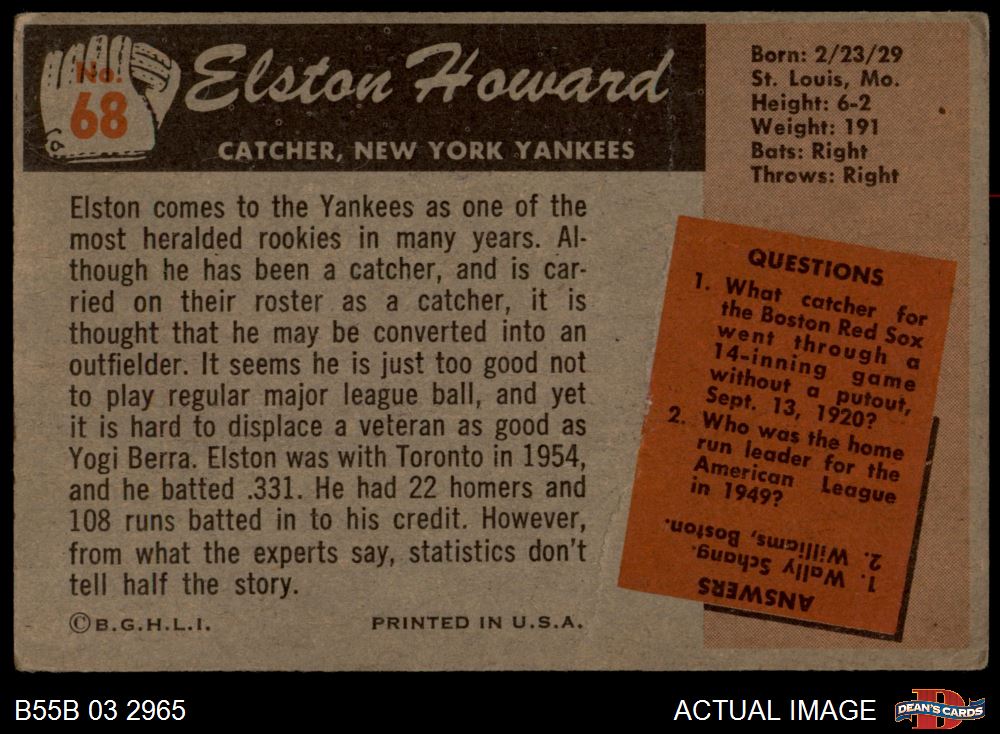 No.
68
Elston Howard
CATCHER, NEW YORK YANKEES
Born: 2/23/29
St. Louis, Mo.
Height: 6-2
Weight: 191
Bats: Right
Throws: Right
Elston comes to the Yankees as one of the
most heralded rookies in many years. Al-
though he has been a catcher, and is car-
ried on their roster as a catcher, it is
thought that he may be converted into an
outfielder. It seems he is just too good not
to play regular major league ball, and yet
it is hard to displace a veteran as good as
Yogi Berra. Elston was with Toronto in 1954,
and he batted .331. He had 22 homers and
108 runs batted in to his credit. However,
from what the experts say, statistics don't
tell half the story.
©B.G.H.L.I.
PRINTED IN U.S.A.
QUESTIONS
1. What catcher for
the Boston Red Sox
went through a
14-inning game
without a putout,
Sept. 13, 1920?
2. Who was the home
run leader for the
American League
in 1949?
ANSWERS
1. Wally Schang.
2. Williams, Boston.
B55B 03 2965
ACTUAL IMAGE
DEAN'S CARDS